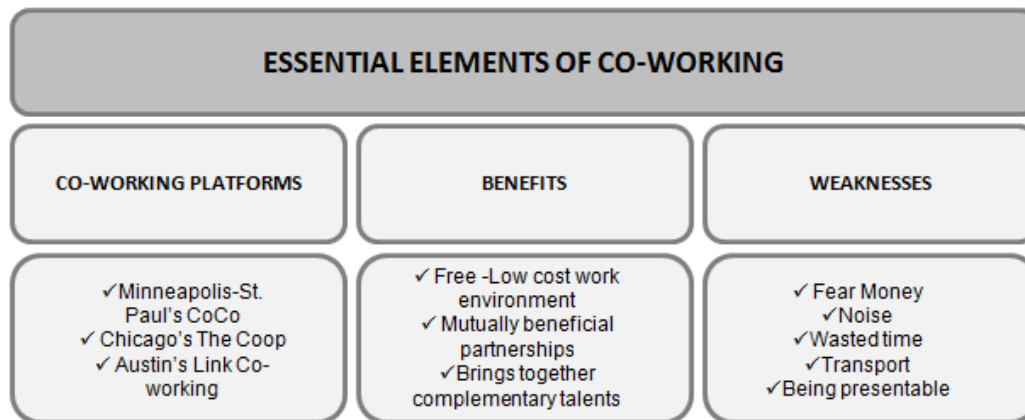 ESSENTIAL ELEMENTS OF CO-WORKING
CO-WORKING PLATFORMS
BENEFITS
WEAKNESSES
✓Minneapolis-St.
Paul's CoCo
✓ Chicago's The Coop
✓ Austin's Link Co-
working
✓ Free -Low cost work
environment
✓ Mutually beneficial
partnerships
✓Brings together
complementary talents
✓ Fear Money
✓Noise
✓Wasted time
✓Transport
✓Being presentable